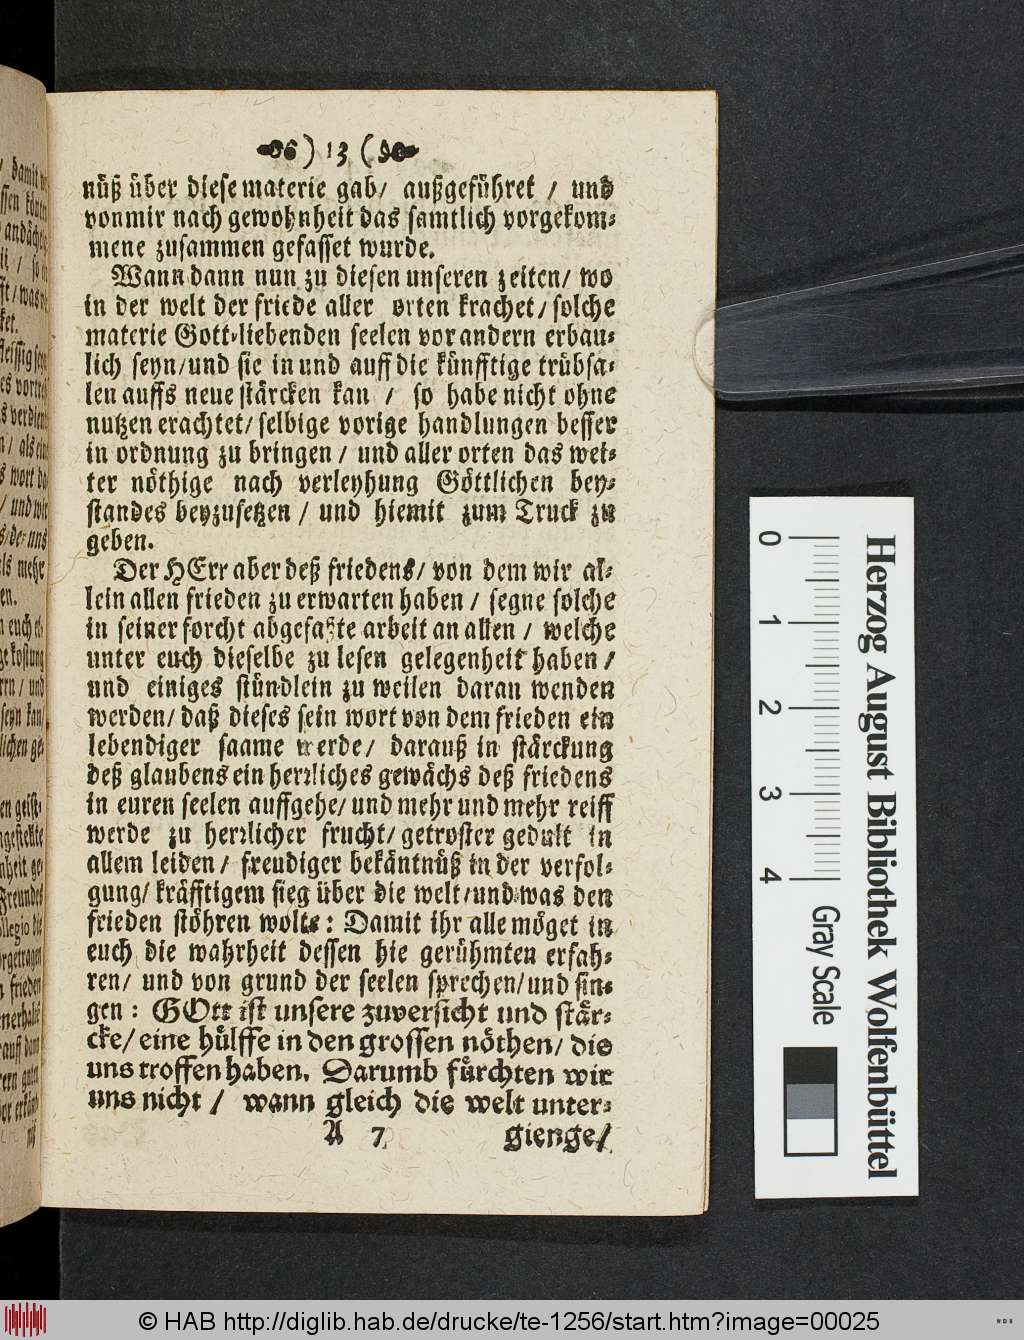 ) 13 (
nüß über diese materie gab/ außgeführet / und
von mir nach gewohnheit das samtlich vorgekom-
mene zusammen gefasset wurde.
Wann dann nun zu diesen unseren zeiten/ wo
in der welt der friede aller orten krachet/ solche
materie Gott-liebenden seelen vor andern erbau-
lich seyn/ und sie in und auff die künfftige trübsa-
len auffs neue stärcken kan / so habe nicht ohne
nutzen erachtet/ selbige vorige handlungen besser
in ordnung zu bringen / und aller orten das wei-
ter nöthige nach verleyhung Göttlichen bey-
standes beyzusetzen / und hiemit zum Truck zu
geben.
Der HErr aber deß friedens/ von dem wir al-
lein allen frieden zu erwarten haben / segne solche
in seiner forcht abgefaßte arbeit an allen / welche
unter euch dieselbe zu lesen gelegenheit haben /
und einiges stündlein zu weilen daran wenden
werden/ daß dieses sein wort von dem frieden ein
lebendiger saame werde/ darauß in stärckung
deß glaubens ein herrliches gewächs deß friedens
in euren seelen auffgehe/ und mehr und mehr reiff
werde zu herrlicher frucht/ getroster gedult in
allem leiden / freudiger bekäntnüß in der verfol-
gung/ kräfftigem sieg über die welt/ und was den
frieden stöhren wolte: Damit ihr alle möget in
euch die wahrheit dessen hie gerühmten erfah-
ren/ und von grund der seelen sprechen/ und sin-
gen: GOtt ist unsere zuversicht und stär-
cke/ eine hülffe in den grossen nöthen/ die
uns troffen haben. Darumb fürchten wir
uns nicht / wann gleich die welt unter-
A 7 gienge/
0 1 2 3 4
Gray Scale
Herzog August Bibliothek Wolfenbüttel
© HAB http://diglib.hab.de/drucke/te-1256/start.htm?image=00025